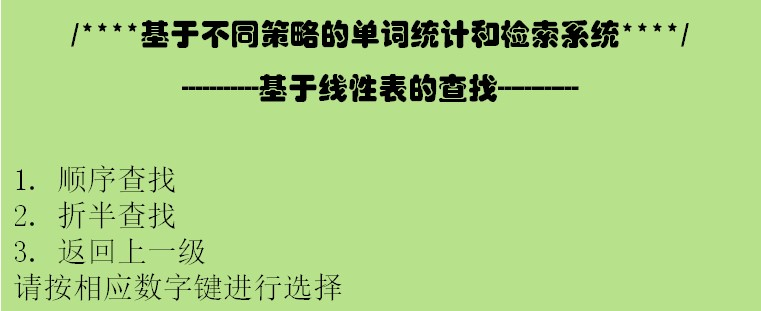 /****基于不同策略的单词统计和检索系统****/
-----------基于线性表的查找-----------
1. 顺序查找
2. 折半查找
3. 返回上一级
请按相应数字键进行选择